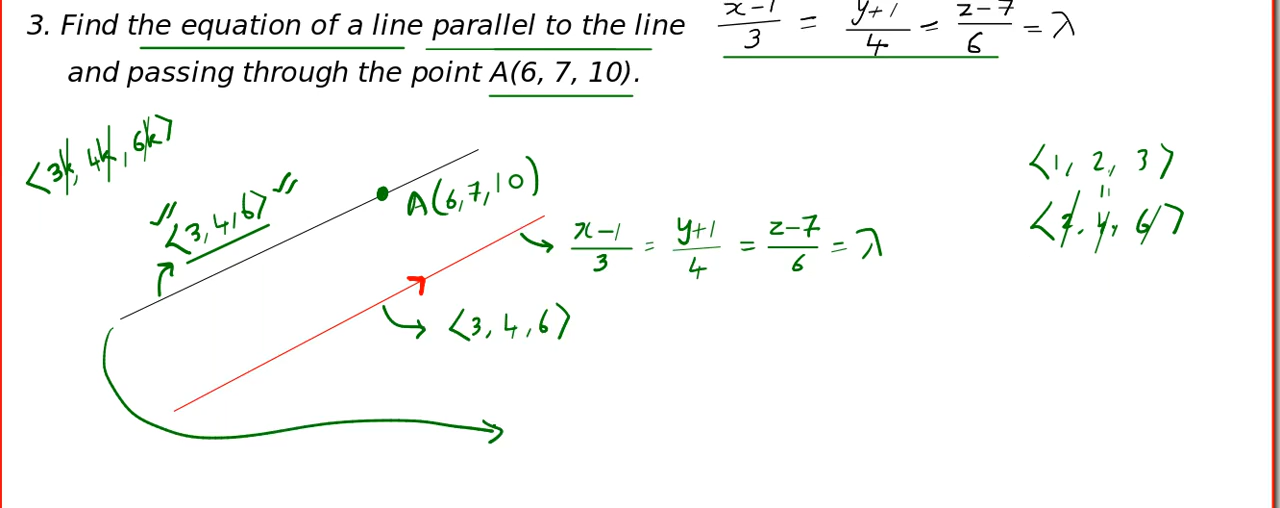 3. Find the equation of a line parallel to the line x-1/3 = y+1/4 = z-7/6 = λ
and passing through the point A(6, 7, 10).
<3k, 4k, 6k>
" <3, 4, 6> "
A(6, 7, 10)
x-1/3 = y+1/4 = z-7/6 = λ
<3, 4, 6>
<1, 2, 3>
"
<2, 4, 6>